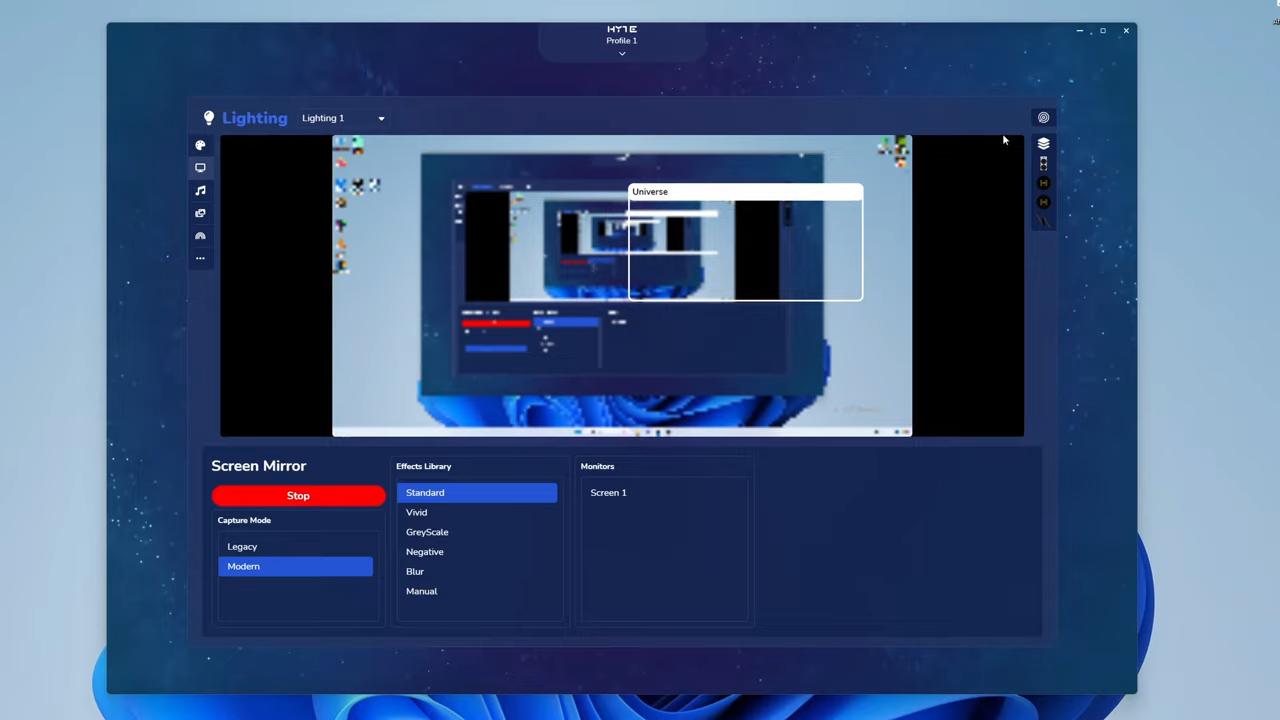 HYTE
Profile 1
Lighting
Lighting 1
Universe
Screen Mirror
Stop
Capture Mode
Legacy
Modern
Effects Library
Standard
Vivid
GreyScale
Negative
Blur
Manual
Monitors
Screen 1